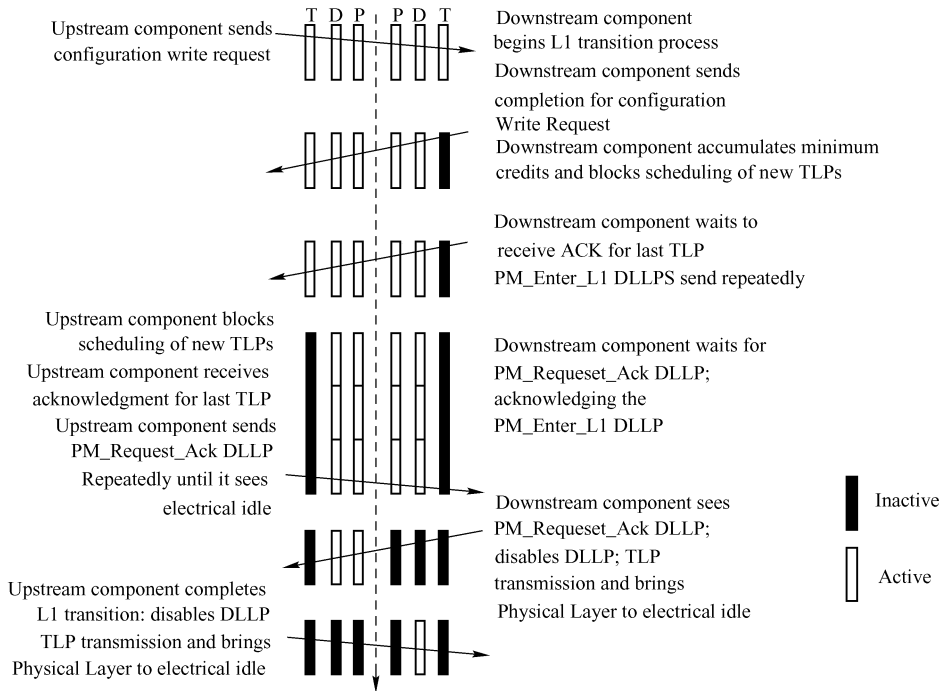 T D P P D T
Upstream component sends
configuration write request
Downstream component
begins L1 transition process
Downstream component sends
completion for configuration
Write Request
Downstream component accumulates minimum
credits and blocks scheduling of new TLPs
Downstream component waits to
receive ACK for last TLP
PM_Enter_L1 DLLPS send repeatedly
Upstream component blocks
scheduling of new TLPs
Upstream component receives
acknowledgment for last TLP
Upstream component sends
PM_Request_Ack DLLP
Repeatedly until it sees
electrical idle
Downstream component waits for
PM_Requeset_Ack DLLP;
acknowledging the
PM_Enter_L1 DLLP
Downstream component sees
PM_Requeset_Ack DLLP;
disables DLLP; TLP
transmission and brings
Physical Layer to electrical idle
Upstream component completes
L1 transition: disables DLLP
TLP transmission and brings
Physical Layer to electrical idle
Inactive
Active